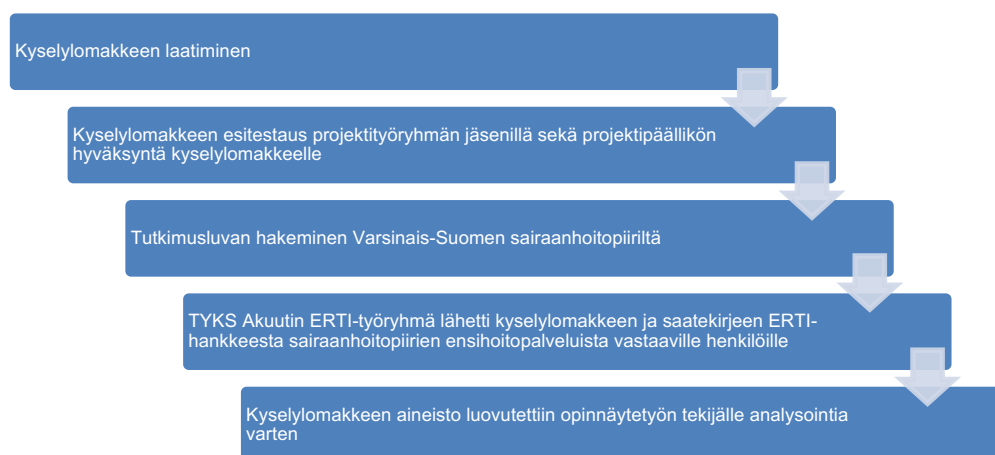 Kyselylomakkeen laatiminen
Kyselylomakkeen esitestaus projektityöryhmän jäsenillä sekä projektipäällikön
hyväksyntä kyselylomakkeelle
Tutkimusluvan hakeminen Varsinais-Suomen sairaanhoitopiiriltä
TYKS Akuutin ERTI-työryhmä lähetti kyselylomakkeen ja saatekirjeen ERTI-
hankkeesta sairaanhoitopiirien ensihoitopalveluista vastaaville henkilöille
Kyselylomakkeen aineisto luovutettiin opinnäytetyön tekijälle analysointia
varten